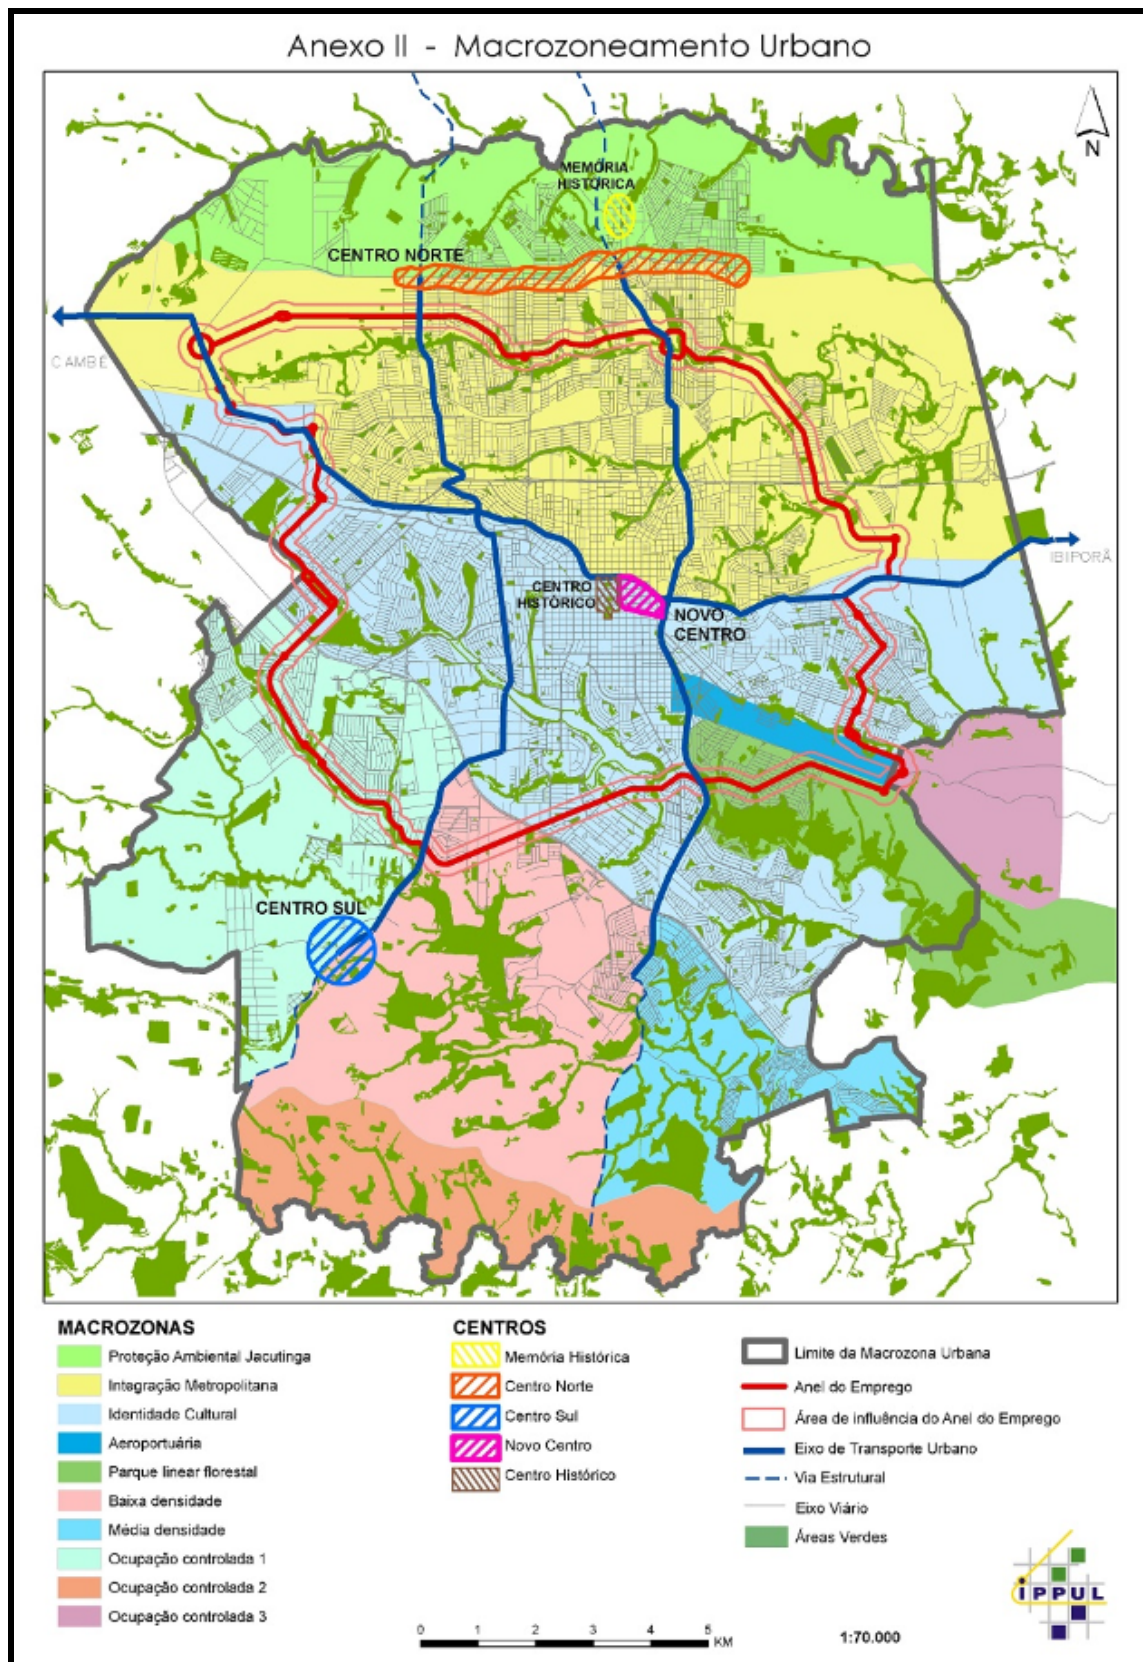 Anexo II - Macrozoneamento Urbano
N
MEMÓRIA
HISTÓRICA
CENTRO NORTE
CAMBÉ
IBIPORÃ
CENTRO
HISTÓRICO
NOVO
CENTRO
CENTRO SUL
MACROZONAS
Proteção Ambiental Jacutinga
Integração Metropolitana
Identidade Cultural
Aeroportuária
Parque linear florestal
Baixa densidade
Média densidade
Ocupação controlada 1
Ocupação controlada 2
Ocupação controlada 3
CENTROS
Memória Histórica
Centro Norte
Centro Sul
Novo Centro
Centro Histórico
Limite da Macrozona Urbana
Anel do Emprego
Área de influência do Anel do Emprego
Eixo de Transporte Urbano
Via Estrutural
Eixo Viário
Áreas Verdes
0 1 2 3 4 5
KM
1:70.000
IPPUL